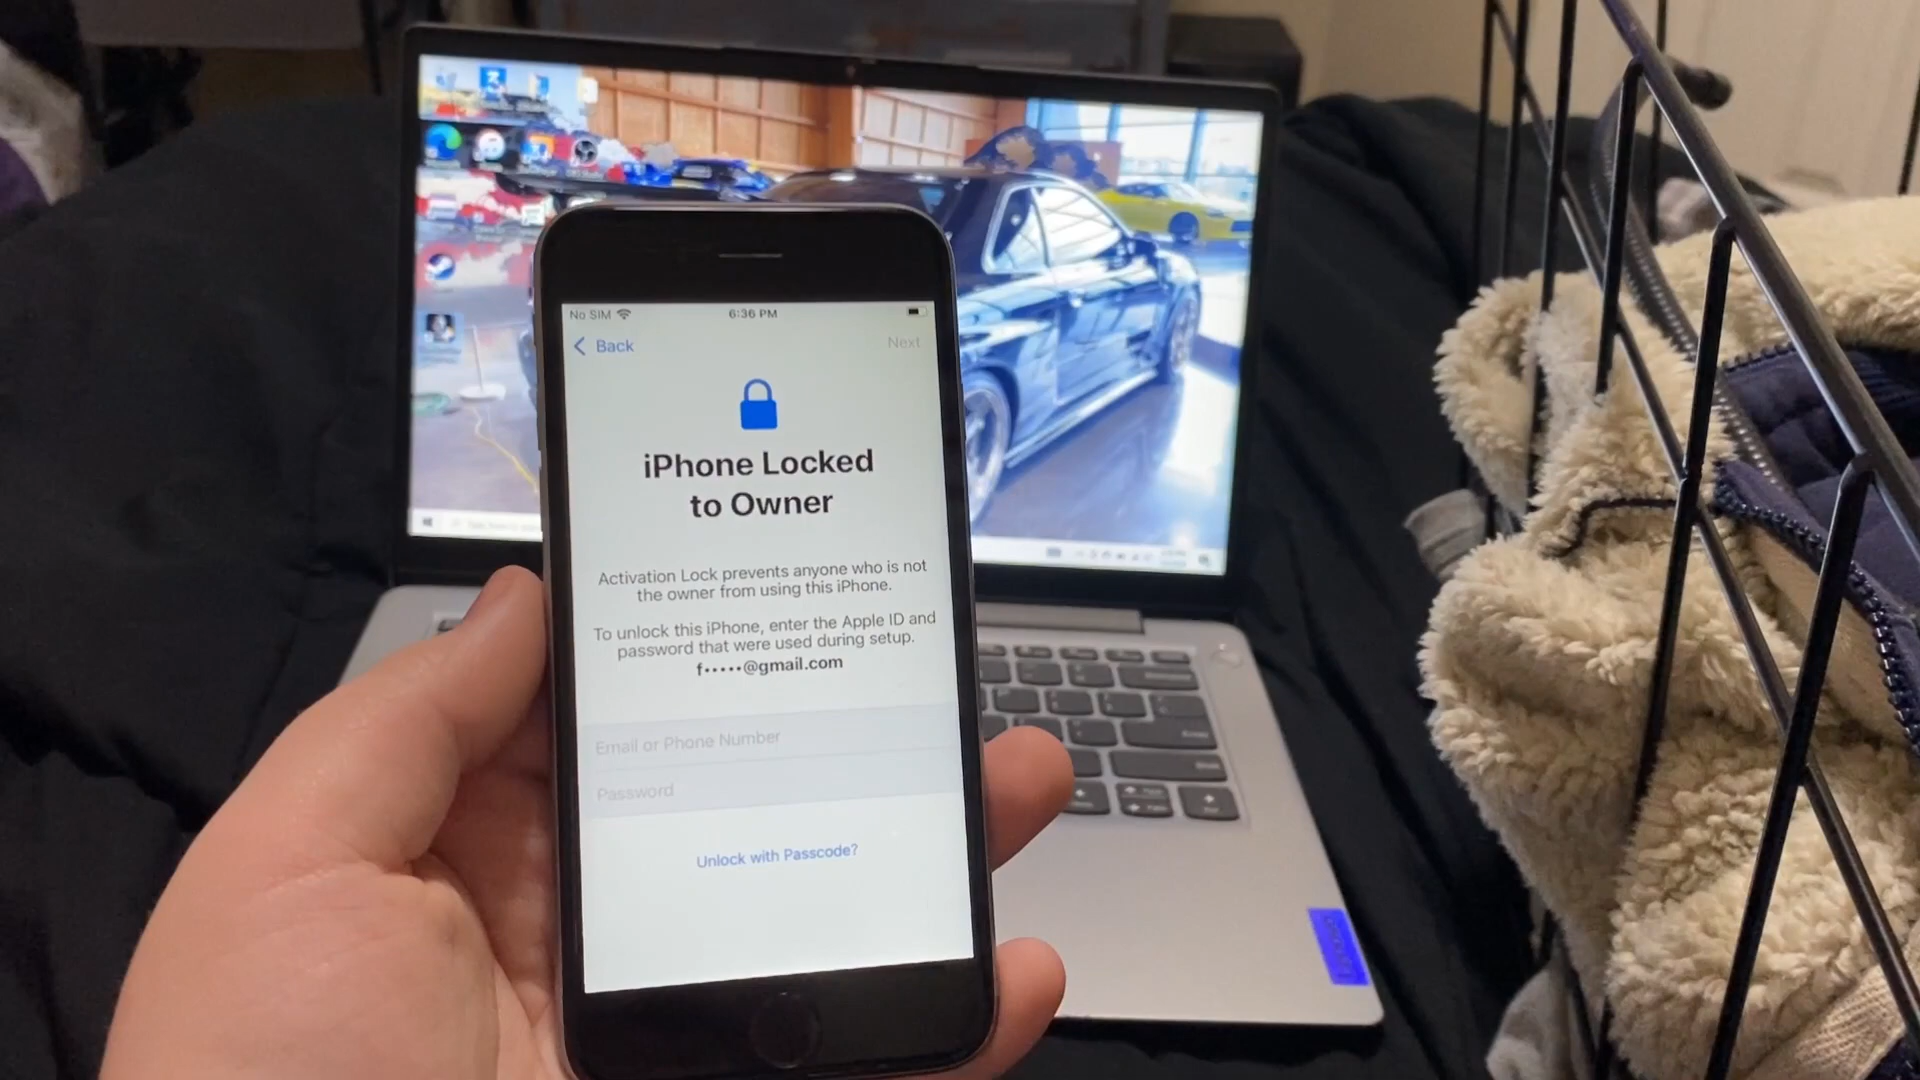 No SIM 6:36 PM
Back Next
iPhone Locked
to Owner
Activation Lock prevents anyone who is not
the owner from using this iPhone.
To unlock this iPhone, enter the Apple ID and
password that were used during setup.
f•••••@gmail.com
Email or Phone Number
Password
Unlock with Passcode?